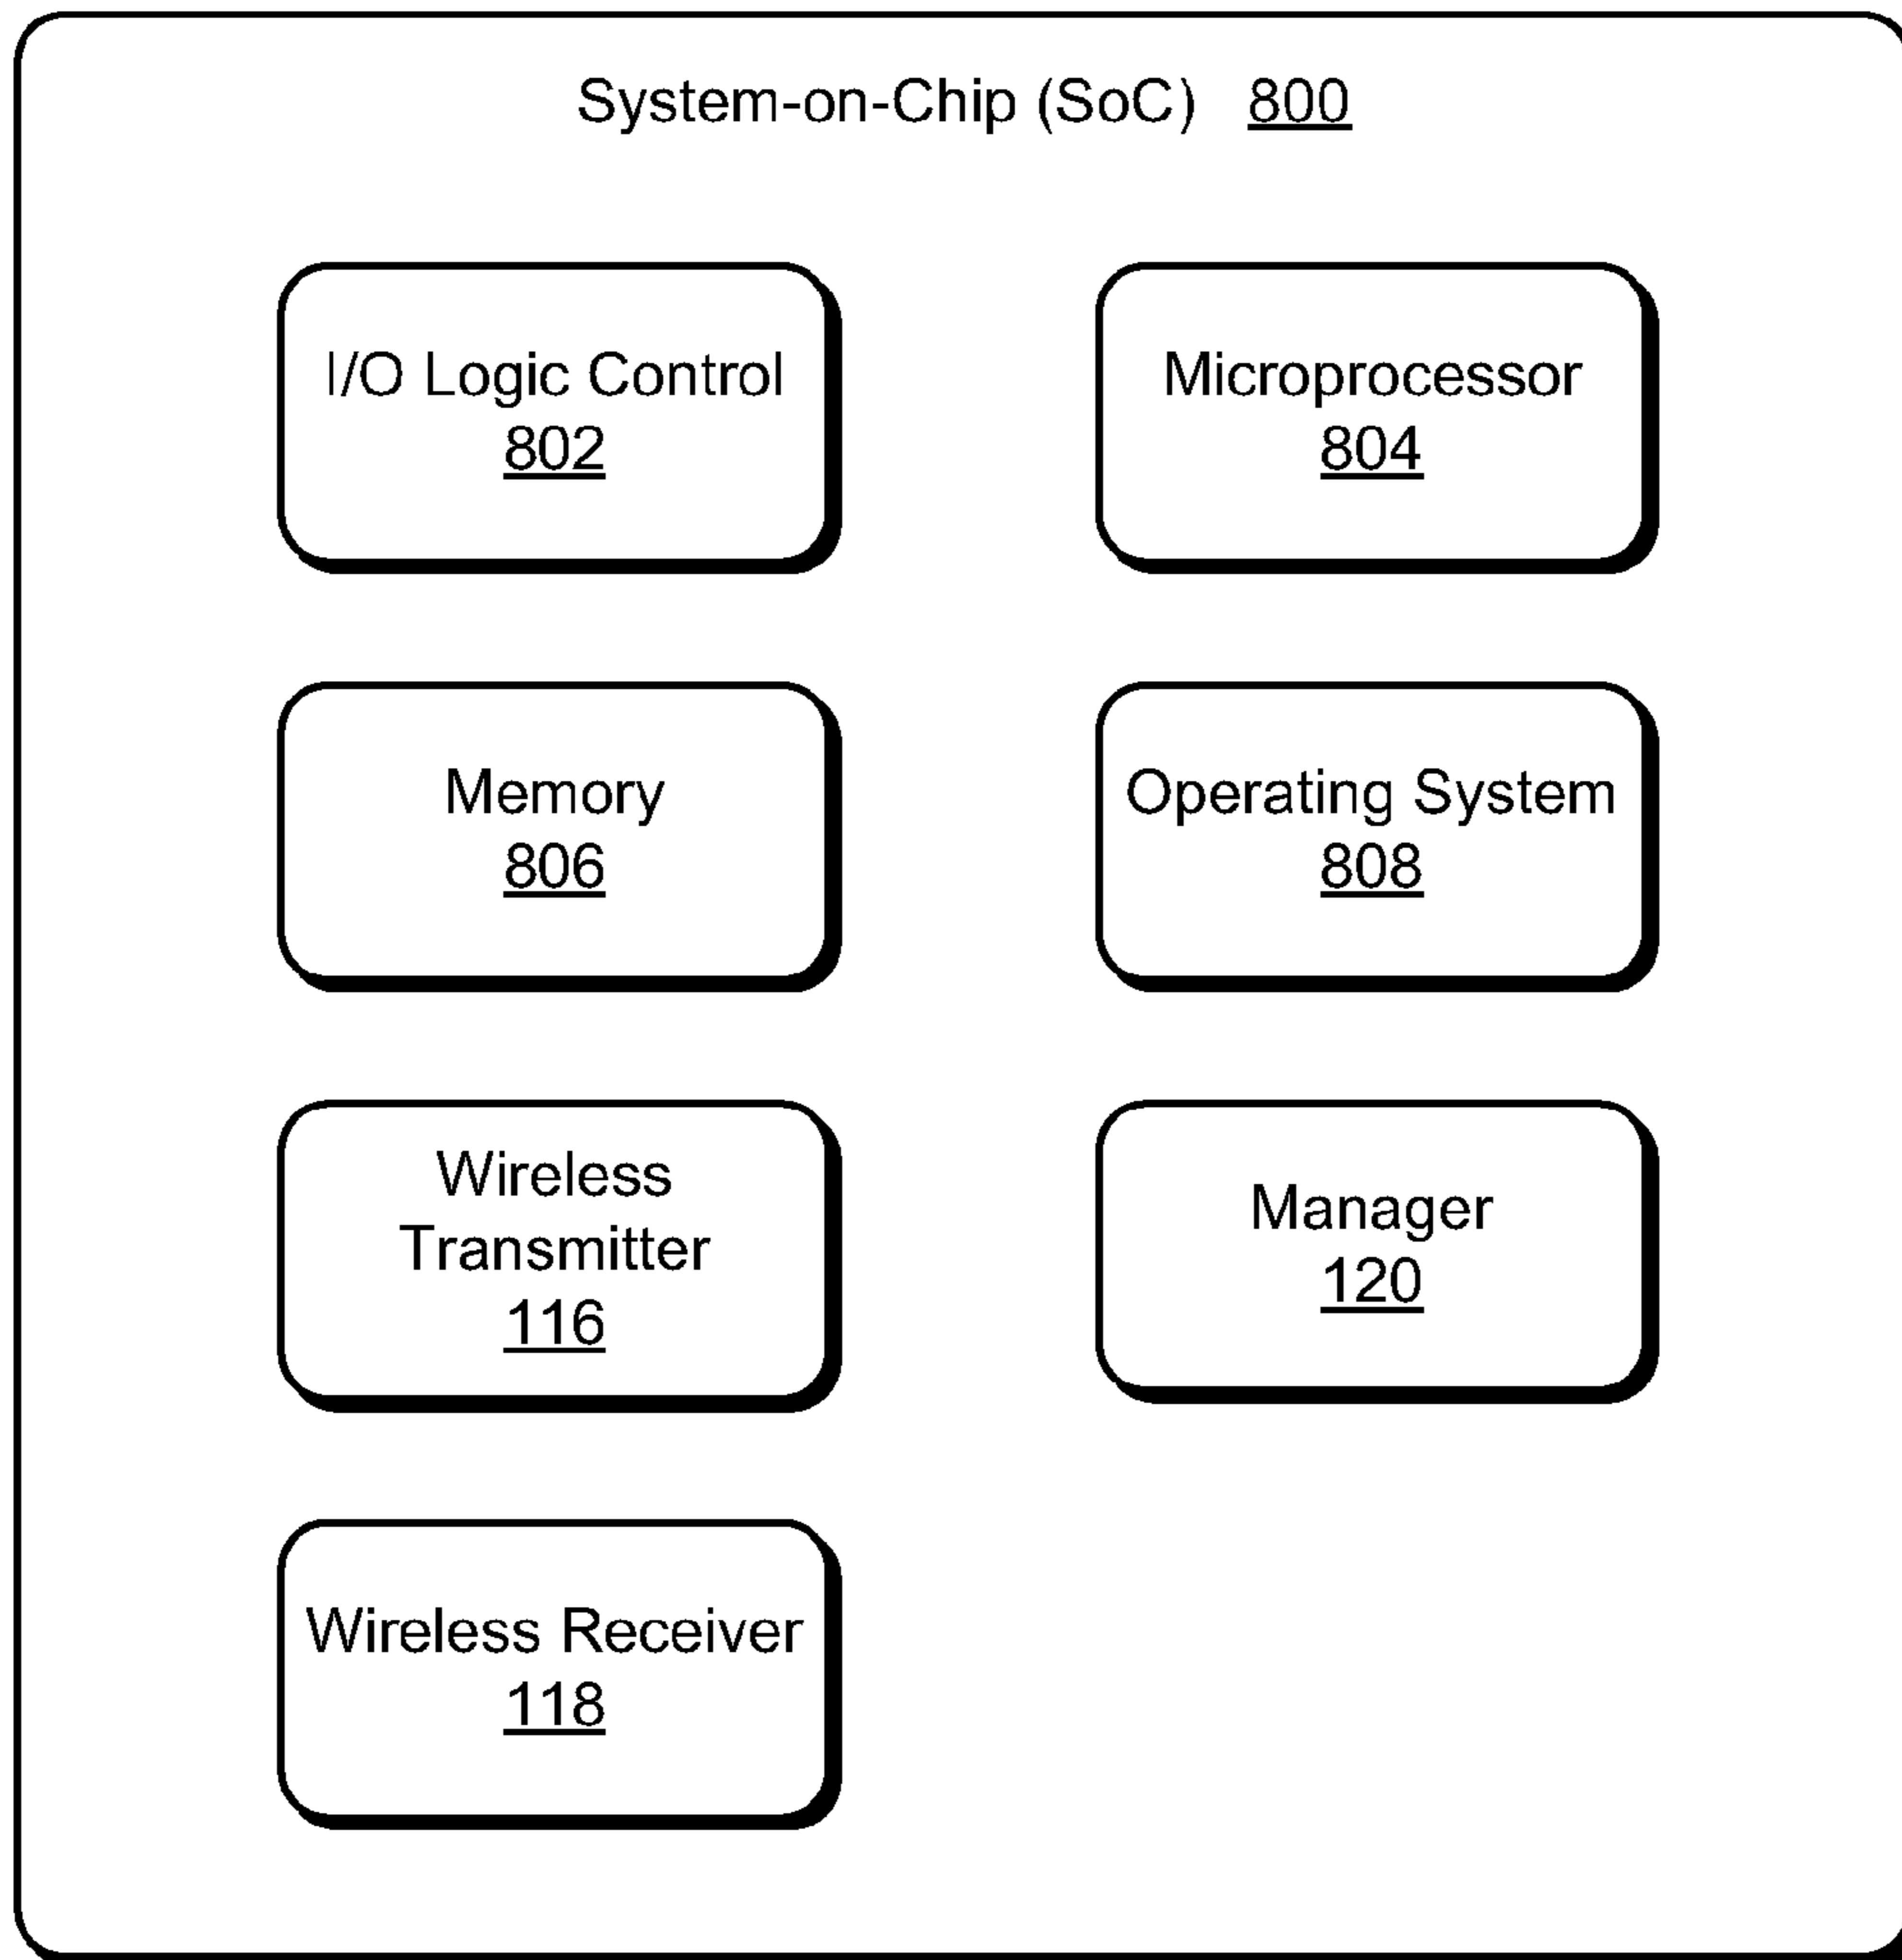 System-on-Chip (SoC) 800
I/O Logic Control
802
Microprocessor
804
Memory
806
Operating System
808
Wireless
Transmitter
116
Manager
120
Wireless Receiver
118